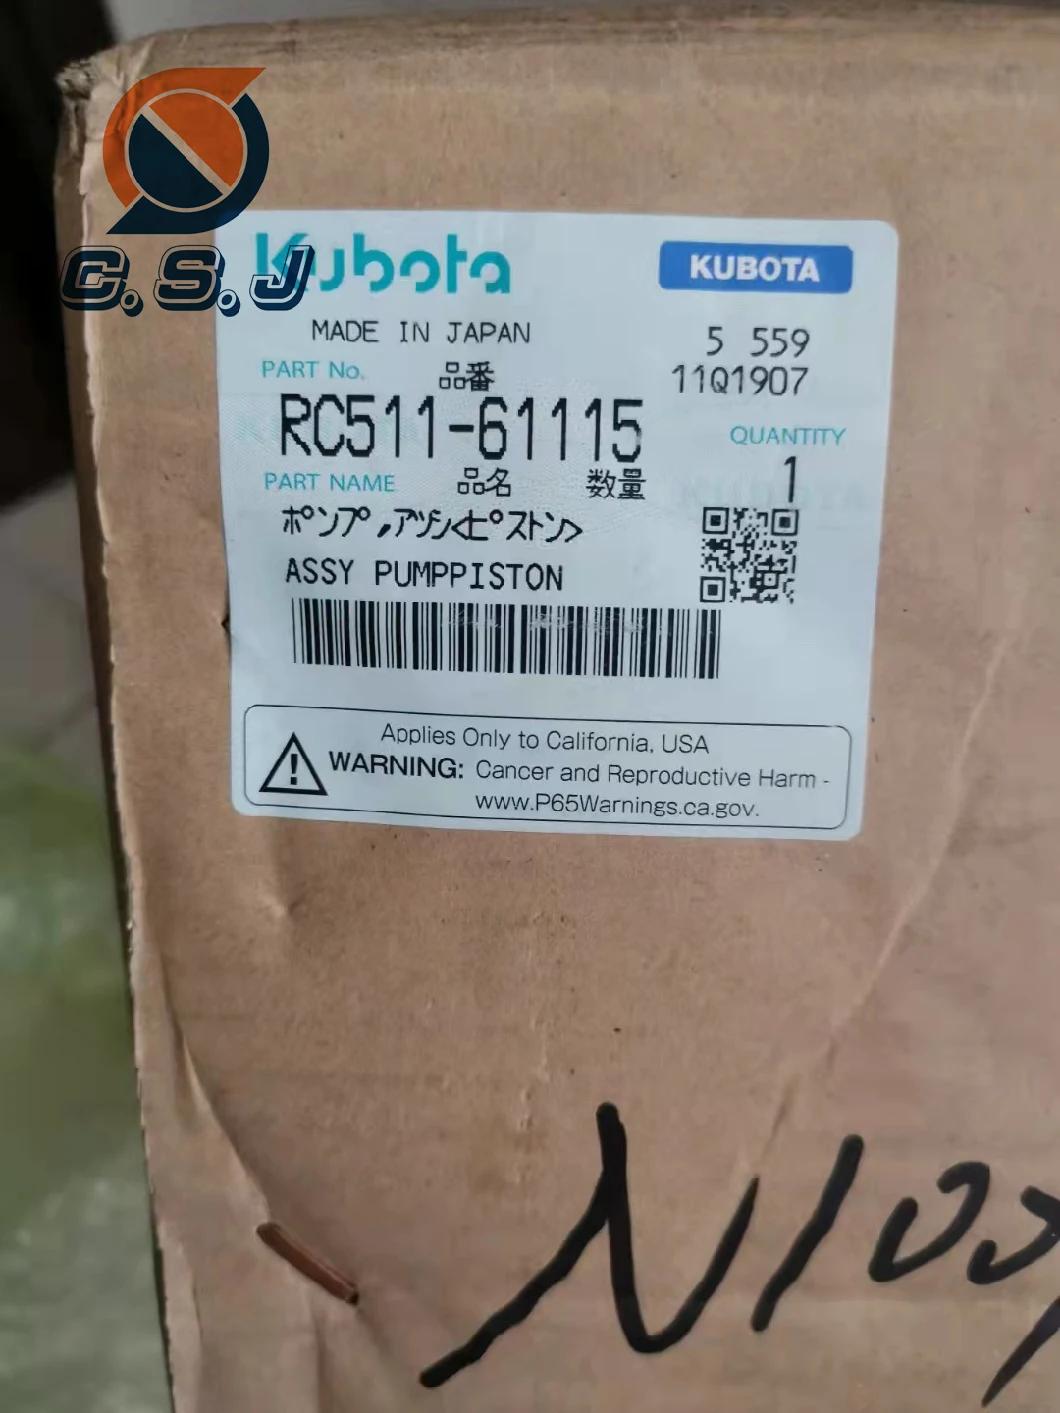 C.S.J
Kubota
KUBOTA
MADE IN JAPAN
5 559
11Q1907
PART No. 品番
RC511-61115
QUANTITY
1
PART NAME 品名 数量
ポンプ,アツシ<ピストン>
ASSY PUMPPISTON
Applies Only to California, USA
WARNING: Cancer and Reproductive Harm -
www.P65Warnings.ca.gov.